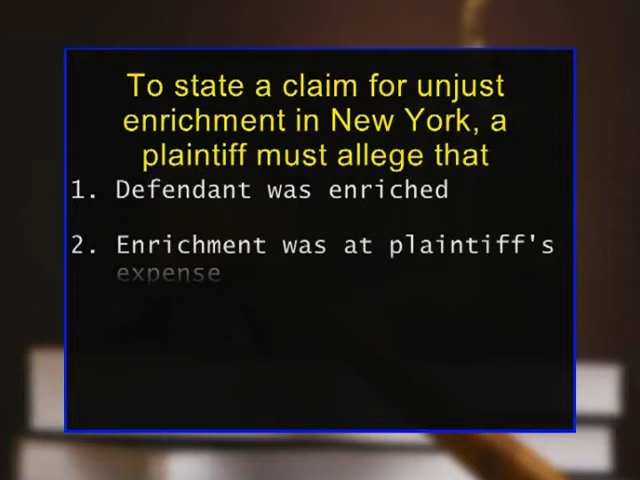 To state a claim for unjust
enrichment in New York, a
plaintiff must allege that
1. Defendant was enriched
2. Enrichment was at plaintiff's
expense